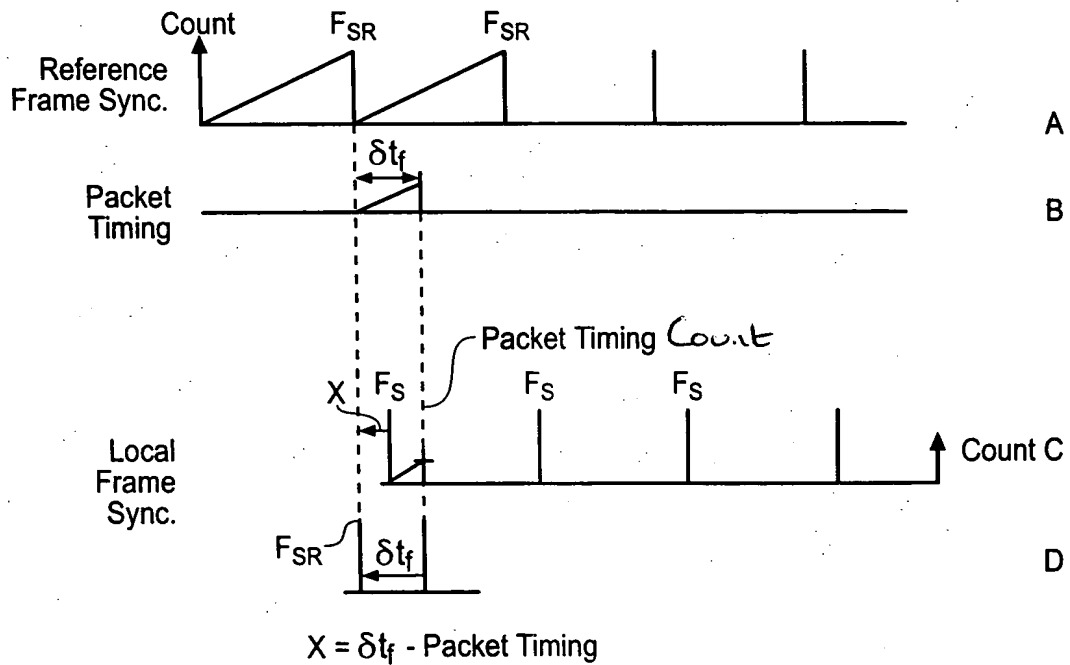 Count
F_SR
F_SR
Reference
Frame Sync.
A
δt_f
Packet
Timing
B
Packet Timing Count
X
F_S
F_S
F_S
Local
Frame
Sync.
Count C
F_SR
δt_f
D
X = δt_f - Packet Timing